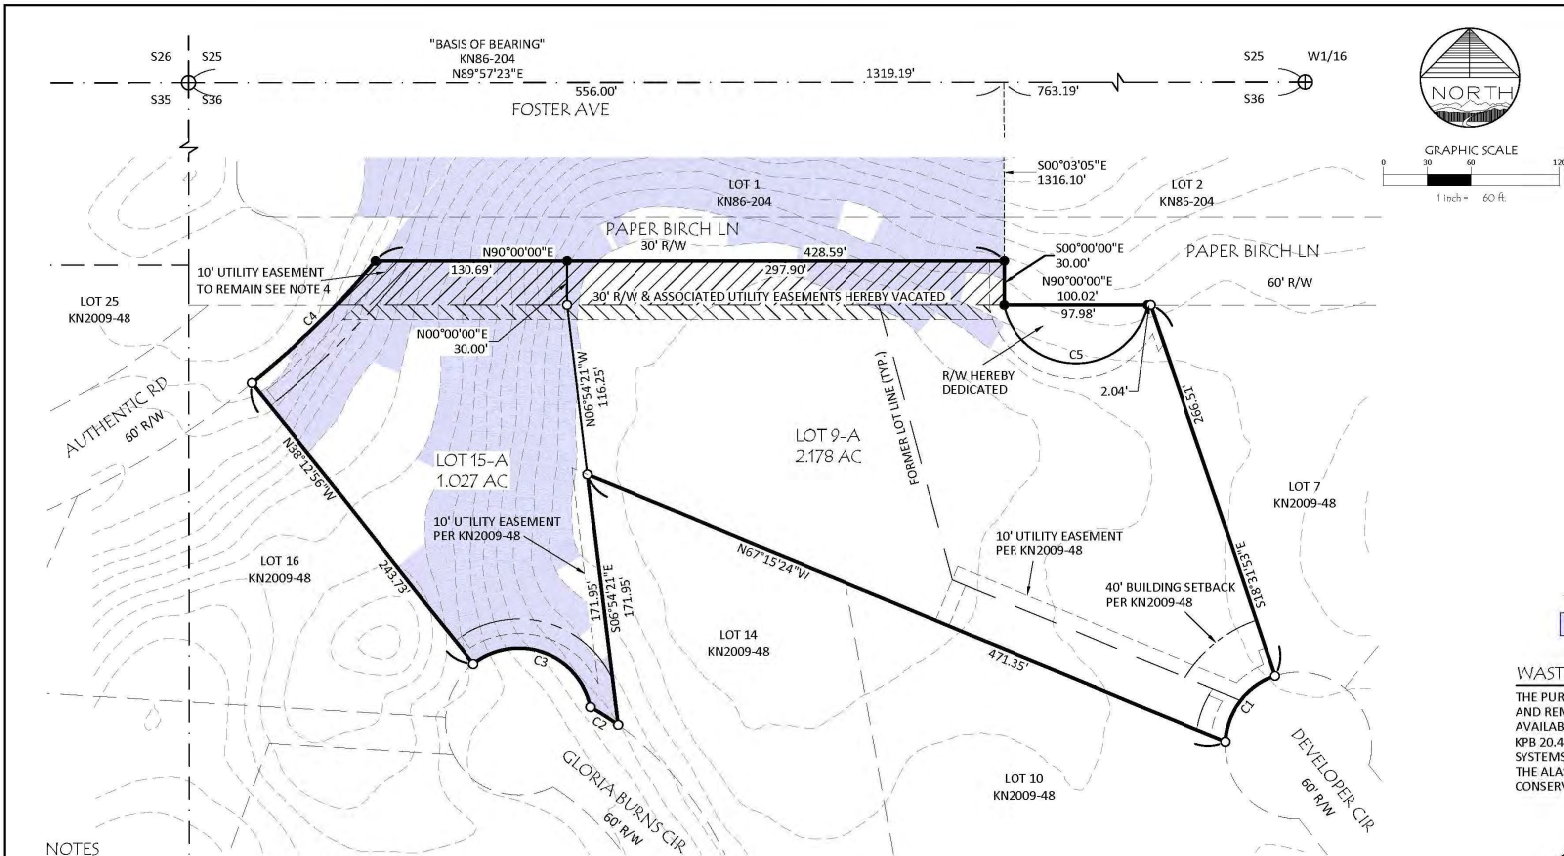 "BASIS OF BEARING"
KN86-204
N89°57'23"E
S26
S25
S35
S36
556.00'
1319.19'
763.19'
FOSTER AVE
S25
W1/16
S36
NORTH
GRAPHIC SCALE
0
30
60
120
1 inch = 60 ft.
S00°03'05"E
1316.10'
LOT 1
KN86-204
LOT 2
KN86-204
PAPER BIRCH LN
30' R/W
PAPER BIRCH LN
60' R/W
N90°00'00"E
130.69'
428.59'
297.90'
S00°00'00"E
30.00'
N90°00'00"E
100.02'
97.98'
10' UTILITY EASEMENT
TO REMAIN SEE NOTE 4
30' R/W & ASSOCIATED UTILITY EASEMENTS HEREBY VACATED
LOT 25
KN2009-48
C4
N00°00'00"E
30.00'
N06°54'21"W
116.25'
C5
R/W HEREBY
DEDICATED
2.04'
266.51'
AUTHENTIC RD
60' R/W
FORMER LOT LINE (TYP.)
LOT 9-A
2.178 AC
LOT 15-A
1.027 AC
N38°12'56"W
243.73'
LOT 7
KN2009-48
10' UTILITY EASEMENT
PER KN2009-48
10' UTILITY EASEMENT
PER KN2009-48
N67°15'24"W
471.35'
S18°31'53"E
40' BUILDING SETBACK
PER KN2009-48
LOT 16
KN2009-48
171.95'
S06°54'21"E
171.95'
LOT 14
KN2009-48
C3
C2
C1
GLORIA BURNS CIR
60' R/W
LOT 10
KN2009-48
DEVELOPER CIR
60' R/W
WAST
THE PUR
AND REM
AVAILAB
KPB 20.4
SYSTEMS
THE ALA
CONSERV
NOTES